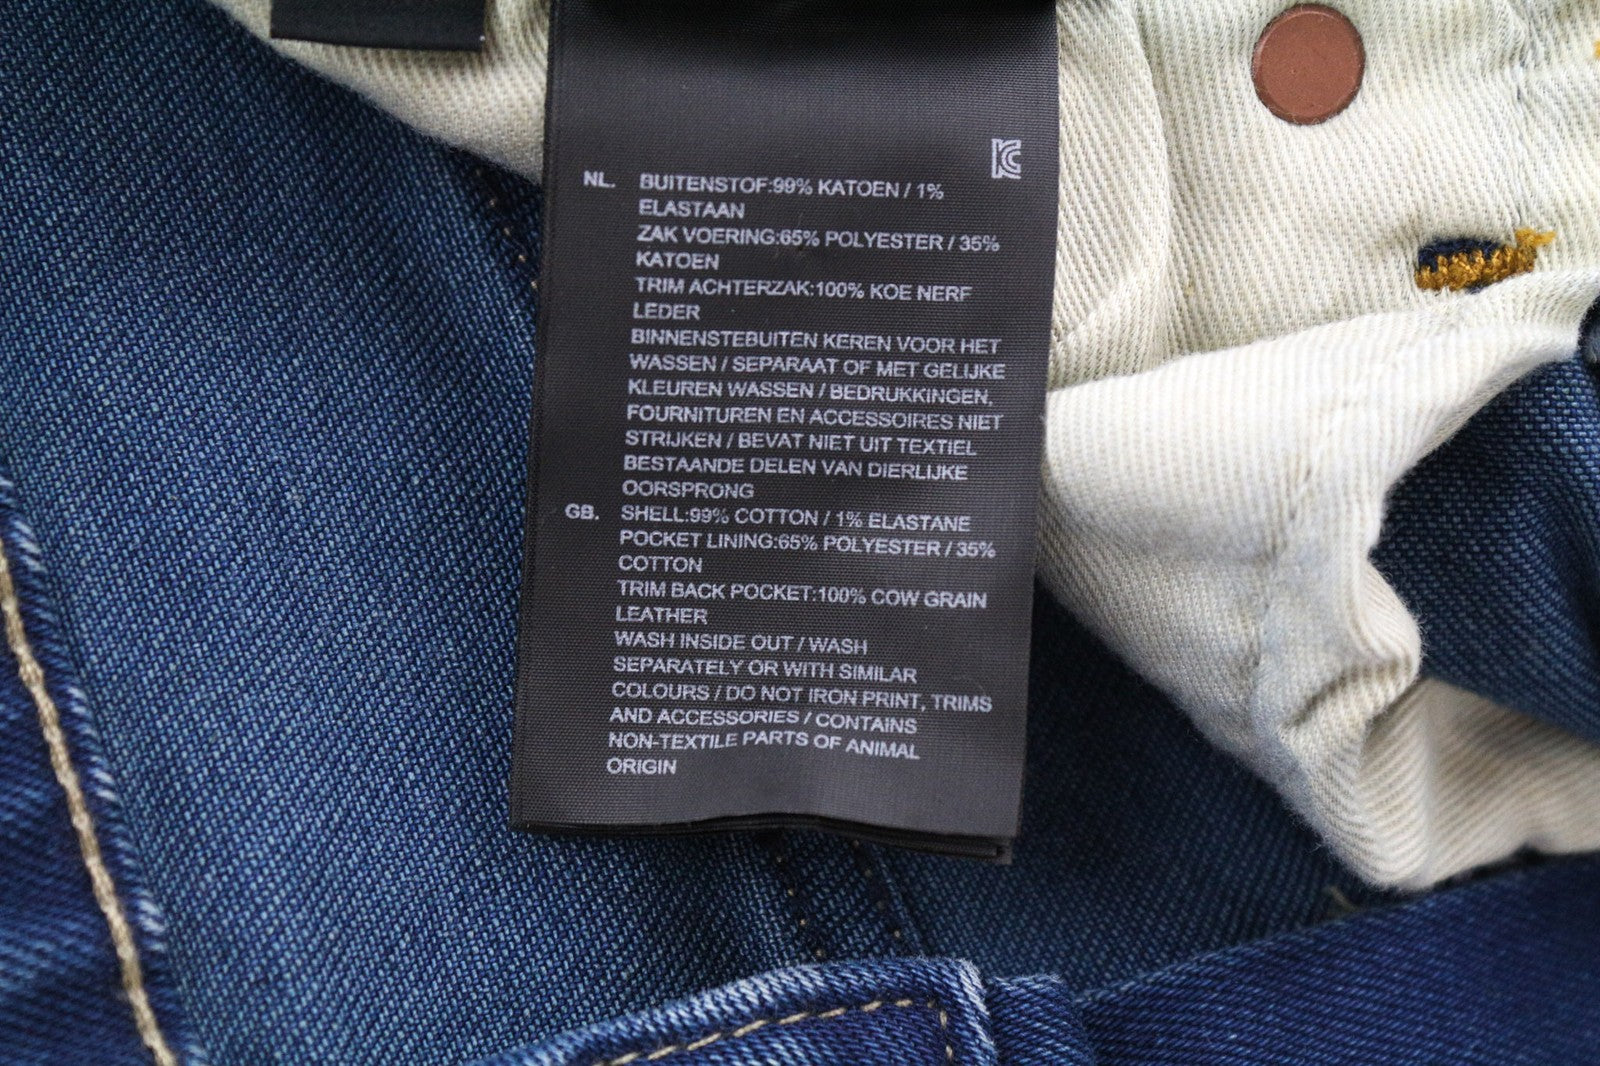 NL. BUITENSTOF:99% KATOEN / 1%
ELASTAAN
ZAK VOERING:65% POLYESTER / 35%
KATOEN
TRIM ACHTERZAK:100% KOE NERF
LEDER
BINNENSTEBUITEN KEREN VOOR HET
WASSEN / SEPARAAT OF MET GELIJKE
KLEUREN WASSEN / BEDRUKKINGEN,
FOURNITUREN EN ACCESSOIRES NIET
STRIJKEN / BEVAT NIET UIT TEXTIEL
BESTAANDE DELEN VAN DIERLIJKE
OORSPRONG
GB. SHELL:99% COTTON / 1% ELASTANE
POCKET LINING:65% POLYESTER / 35%
COTTON
TRIM BACK POCKET:100% COW GRAIN
LEATHER
WASH INSIDE OUT / WASH
SEPARATELY OR WITH SIMILAR
COLOURS / DO NOT IRON PRINT, TRIMS
AND ACCESSORIES / CONTAINS
NON-TEXTILE PARTS OF ANIMAL
ORIGIN